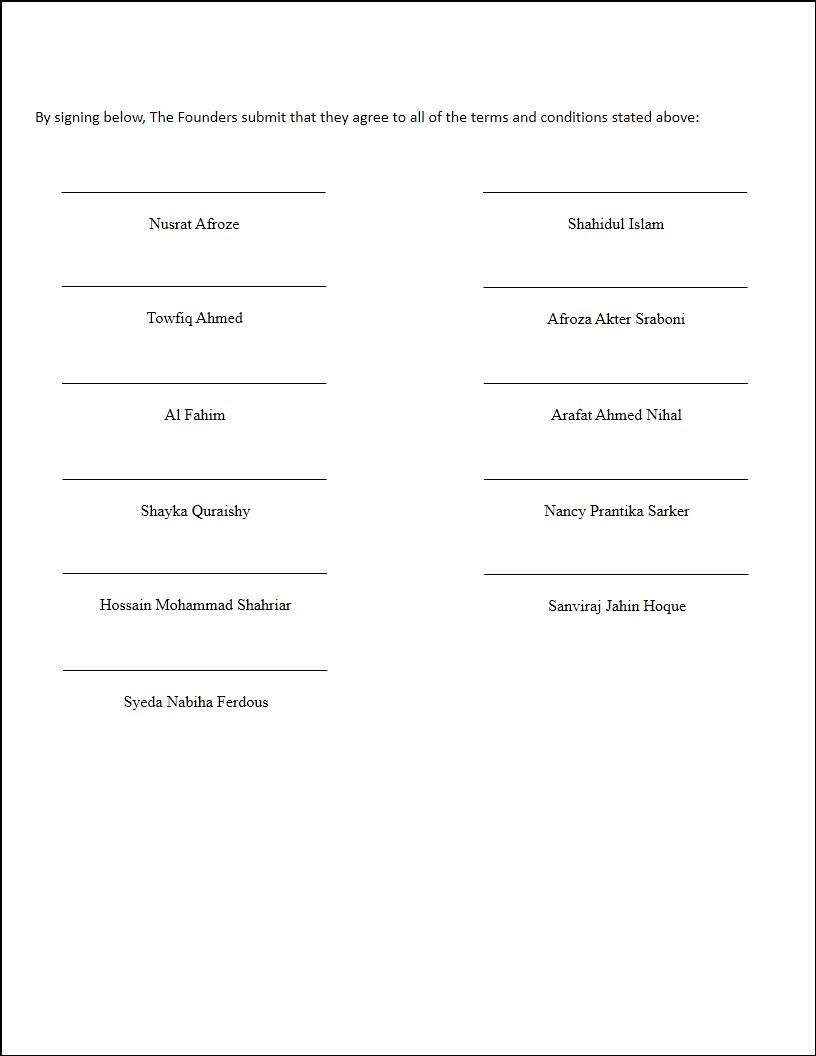 By signing below, The Founders submit that they agree to all of the terms and conditions stated above:
Nusrat Afroze
Shahidul Islam
Towfiq Ahmed
Afroza Akter Sraboni
Al Fahim
Arafat Ahmed Nihal
Shayka Quraishy
Nancy Prantika Sarker
Hossain Mohammad Shahriar
Sanviraj Jahin Hoque
Syeda Nabiha Ferdous